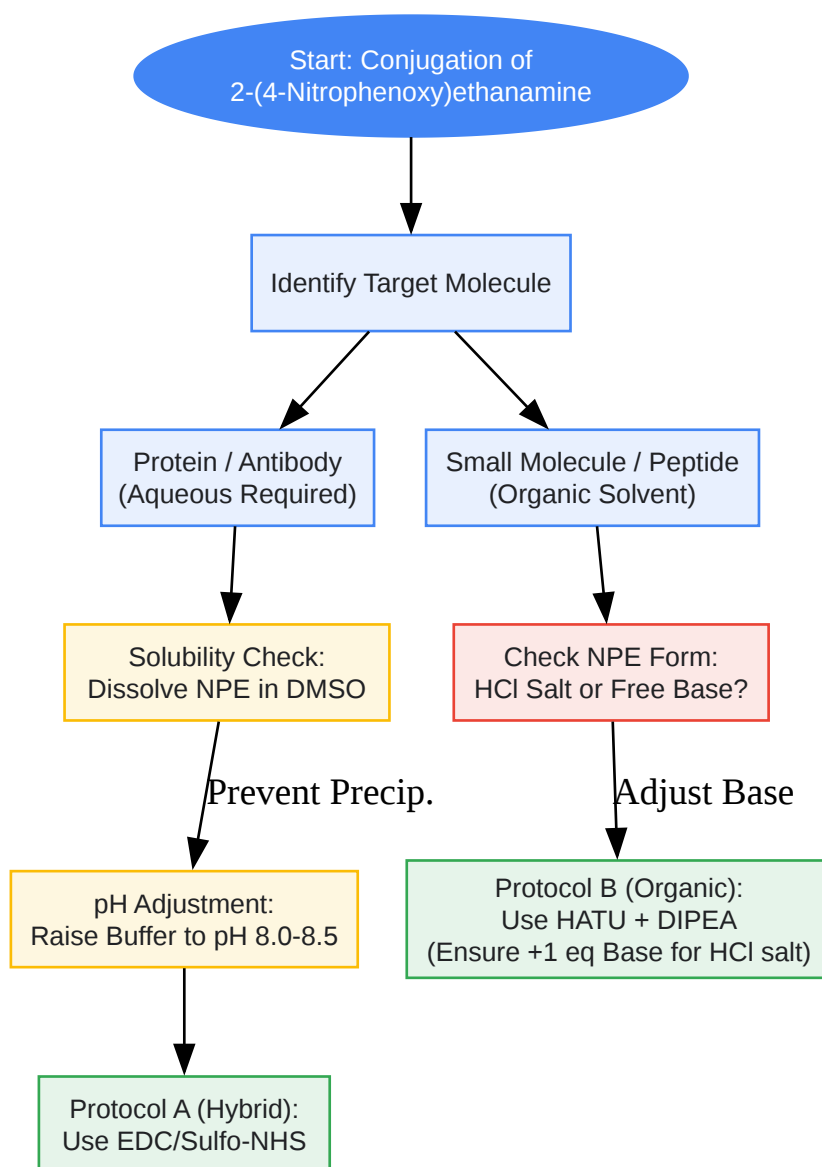 Start: Conjugation of
2-(4-Nitrophenoxy)ethanamine
Identify Target Molecule
Protein / Antibody
(Aqueous Required)
Small Molecule / Peptide
(Organic Solvent)
Solubility Check:
Dissolve NPE in DMSO
Check NPE Form:
HCl Salt or Free Base?
Prevent Precip.
Adjust Base
pH Adjustment:
Raise Buffer to pH 8.0-8.5
Protocol B (Organic):
Use HATU + DIPEA
(Ensure +1 eq Base for HCl salt)
Protocol A (Hybrid):
Use EDC/Sulfo-NHS